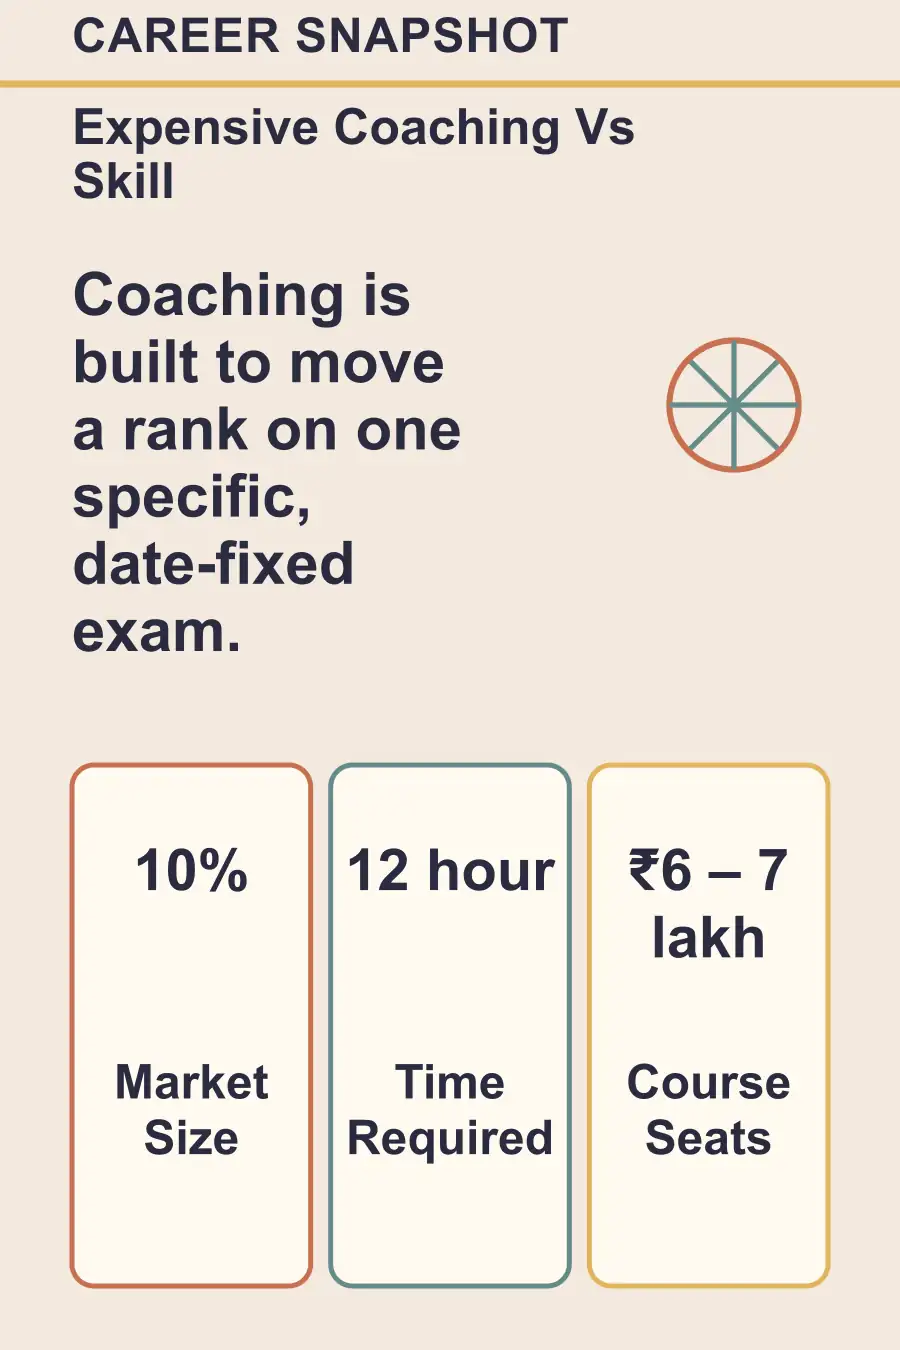 CAREER SNAPSHOT
Expensive Coaching Vs
Skill
Coaching is
built to move
a rank on one
specific,
date-fixed
exam.
10%
Market
Size
12 hour
Time
Required
₹6 – 7
lakh
Course
Seats